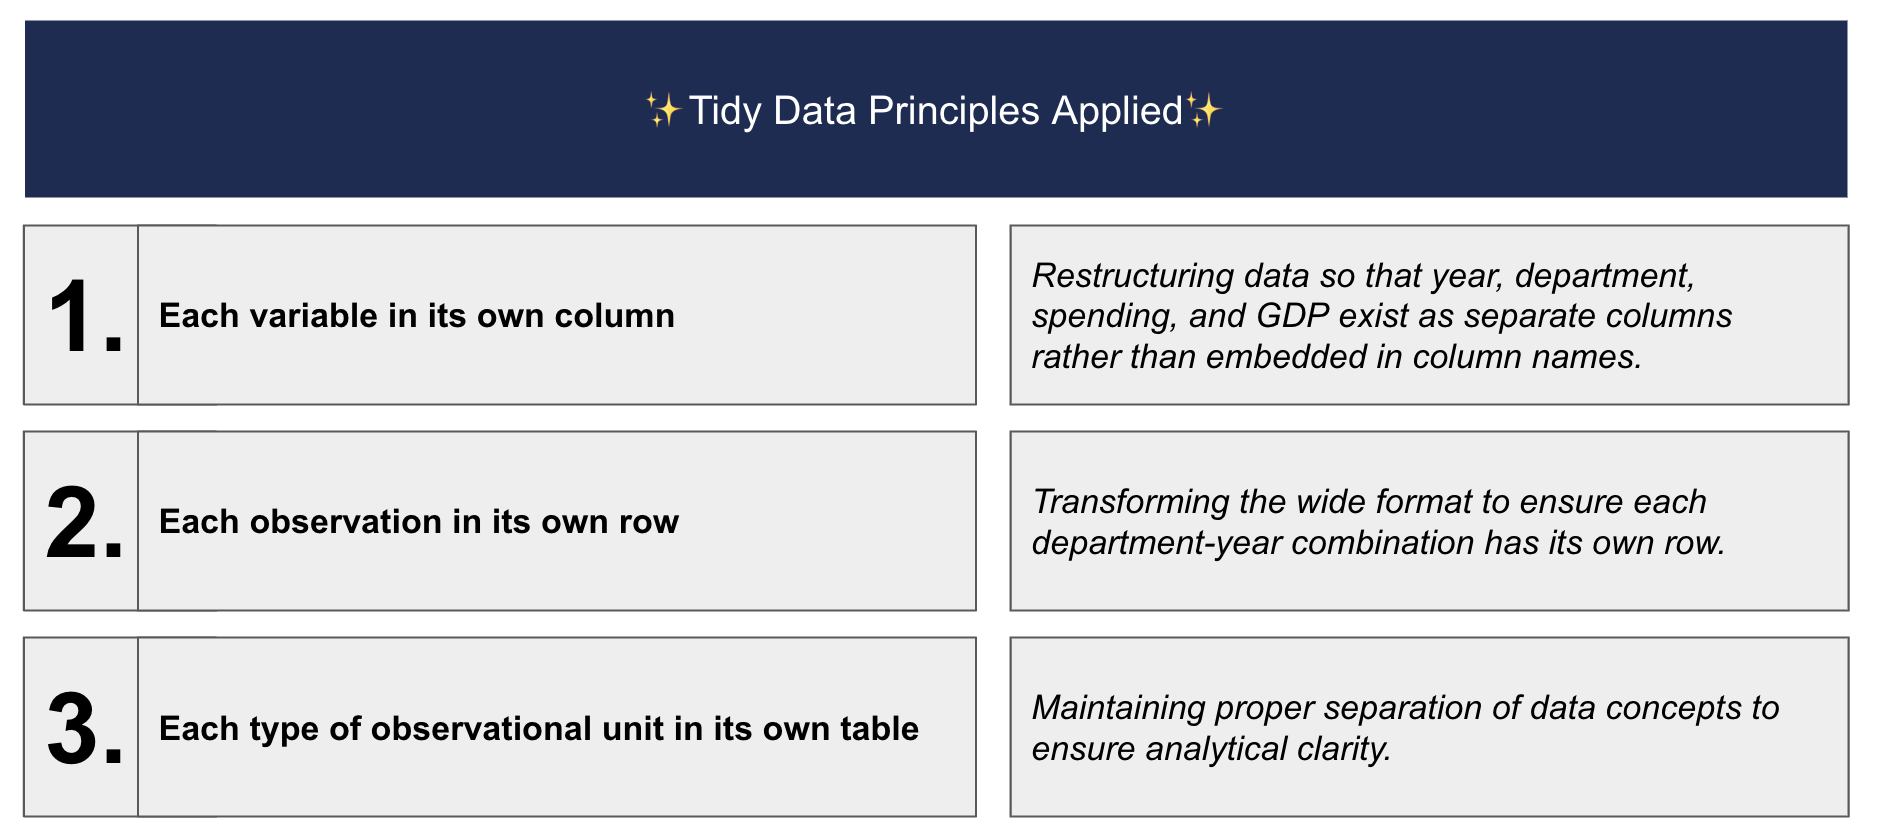 ✨Tidy Data Principles Applied✨
1.
Each variable in its own column
Restructuring data so that year, department,
spending, and GDP exist as separate columns
rather than embedded in column names.
2.
Each observation in its own row
Transforming the wide format to ensure each
department-year combination has its own row.
3.
Each type of observational unit in its own table
Maintaining proper separation of data concepts to
ensure analytical clarity.